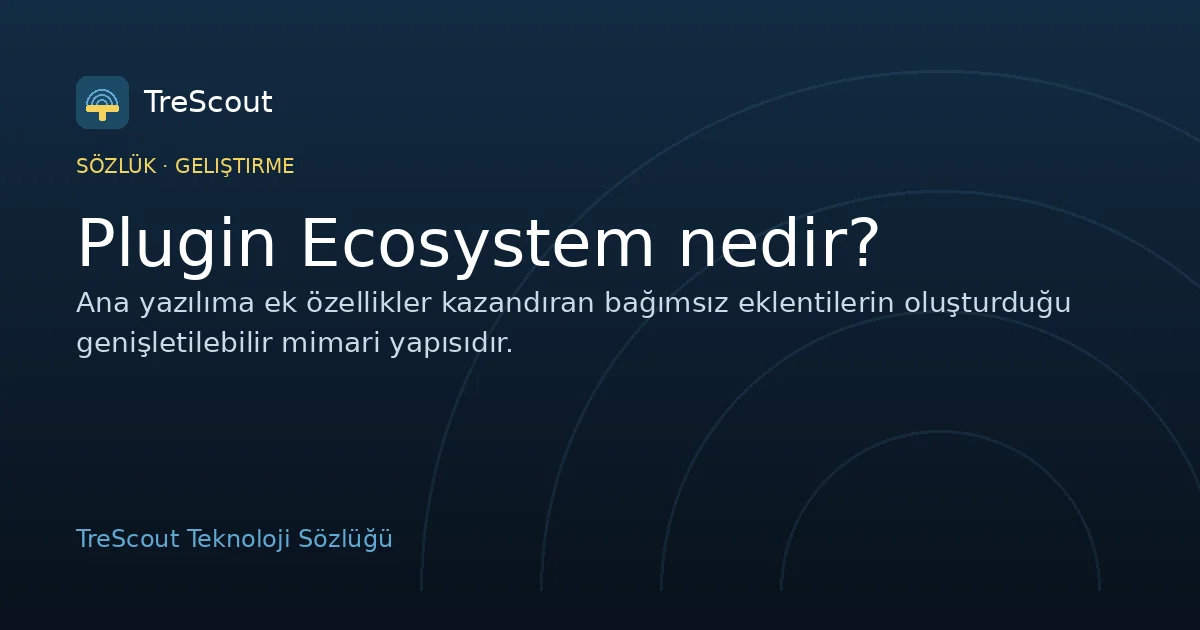 TreScout
SÖZLÜK · GELIŞTIRME
Plugin Ecosystem nedir?
Ana yazılıma ek özellikler kazandıran bağımsız eklentilerin oluşturduğu
genişletilebilir mimari yapısıdır.
TreScout Teknoloji Sözlüğü